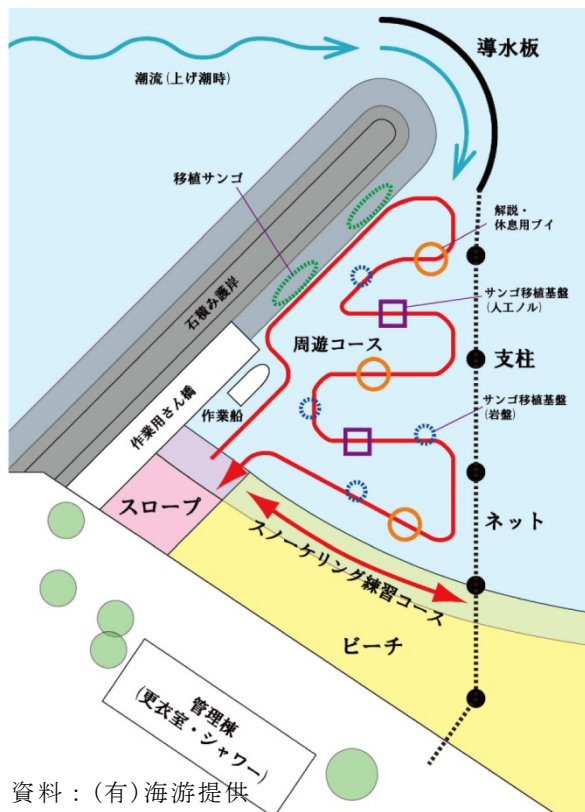 導水板
潮流(上げ潮時)
移植サンゴ
解説・
休息用ブイ
サンゴ移植基盤
(人工ノル)
石積み護岸
周遊コース
支柱
作業用さん橋
作業船
サンゴ移植基盤
(岩盤)
スロープ
ネット
スノーケリング練習コース
ビーチ
管理棟
(更衣室・シャワー)
資料：(有)海游提供